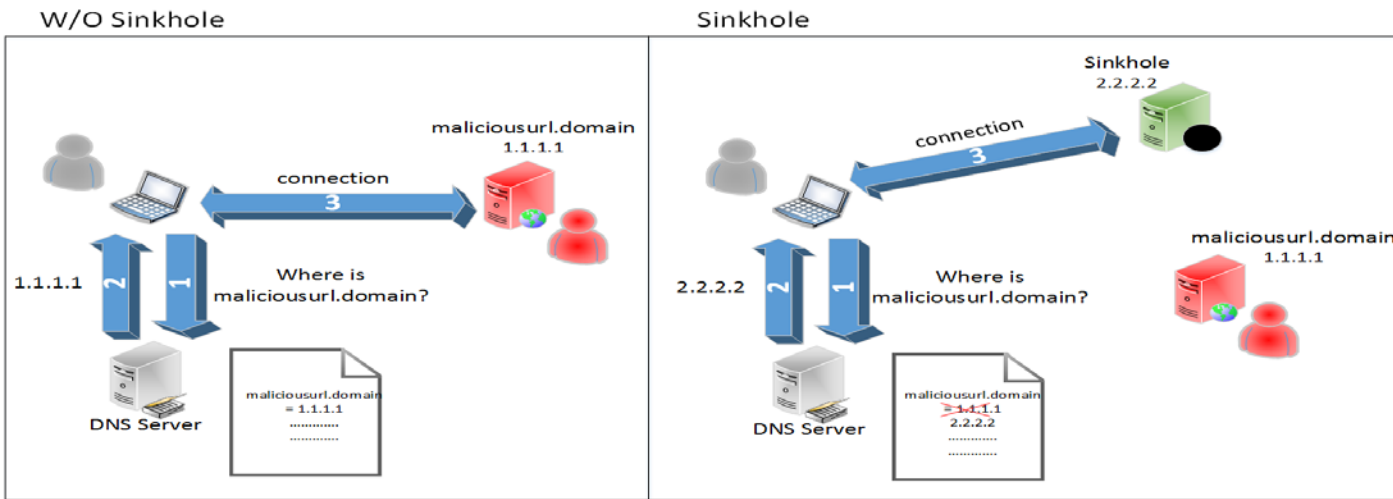 W/O Sinkhole
maliciousurl.domain
1.1.1.1
connection
3
1.1.1.1
2
1
Where is
maliciousurl.domain?
DNS Server
maliciousurl.domain
= 1.1.1.1
.............
.............
Sinkhole
Sinkhole
2.2.2.2
connection
3
maliciousurl.domain
1.1.1.1
2.2.2.2
2
1
Where is
maliciousurl.domain?
DNS Server
maliciousurl.domain
= 1.1.1.1
2.2.2.2
.............
.............